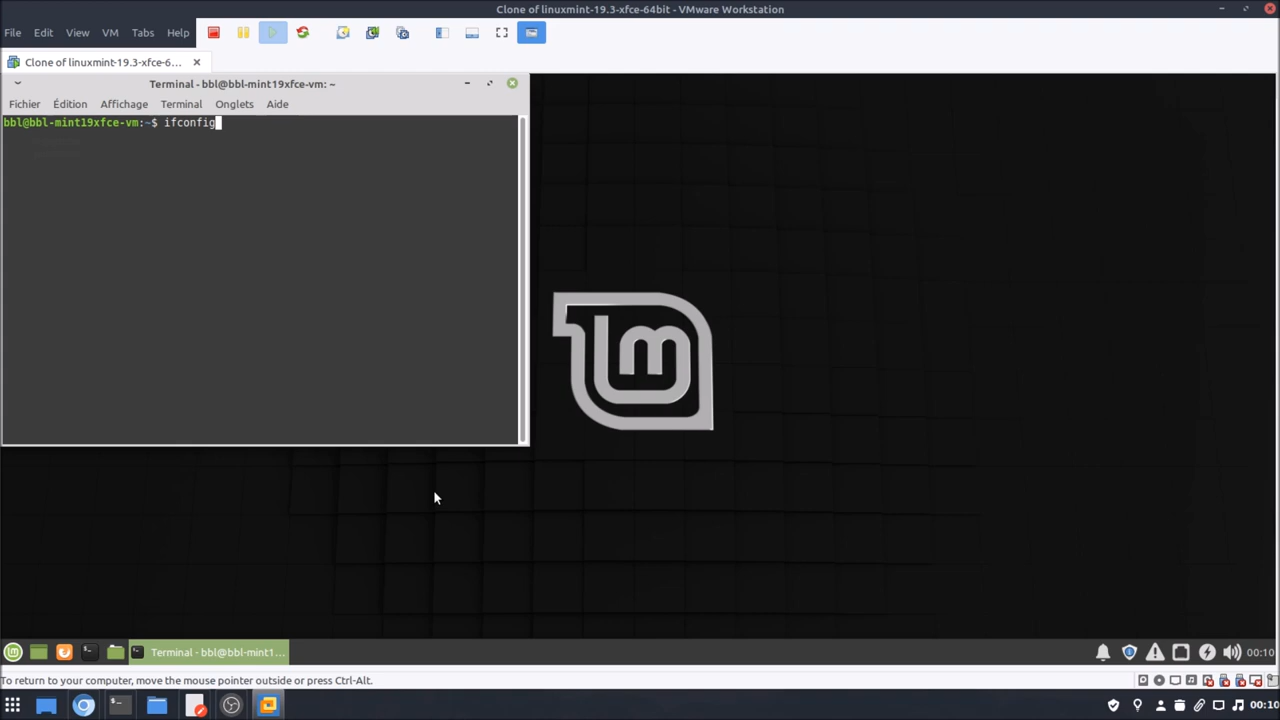 Clone of linuxmint-19.3-xfce-64bit - VMware Workstation
File Edit View VM Tabs Help
Clone of linuxmint-19.3-xfce-6...
Terminal - bbl@bbl-mint19xfce-vm: ~
Fichier Édition Affichage Terminal Onglets Aide
bbl@bbl-mint19xfce-vm:~$ ifconfig
lm
Terminal - bbl@bbl-mint1...
00:10
To return to your computer, move the mouse pointer outside or press Ctrl-Alt.
00:10